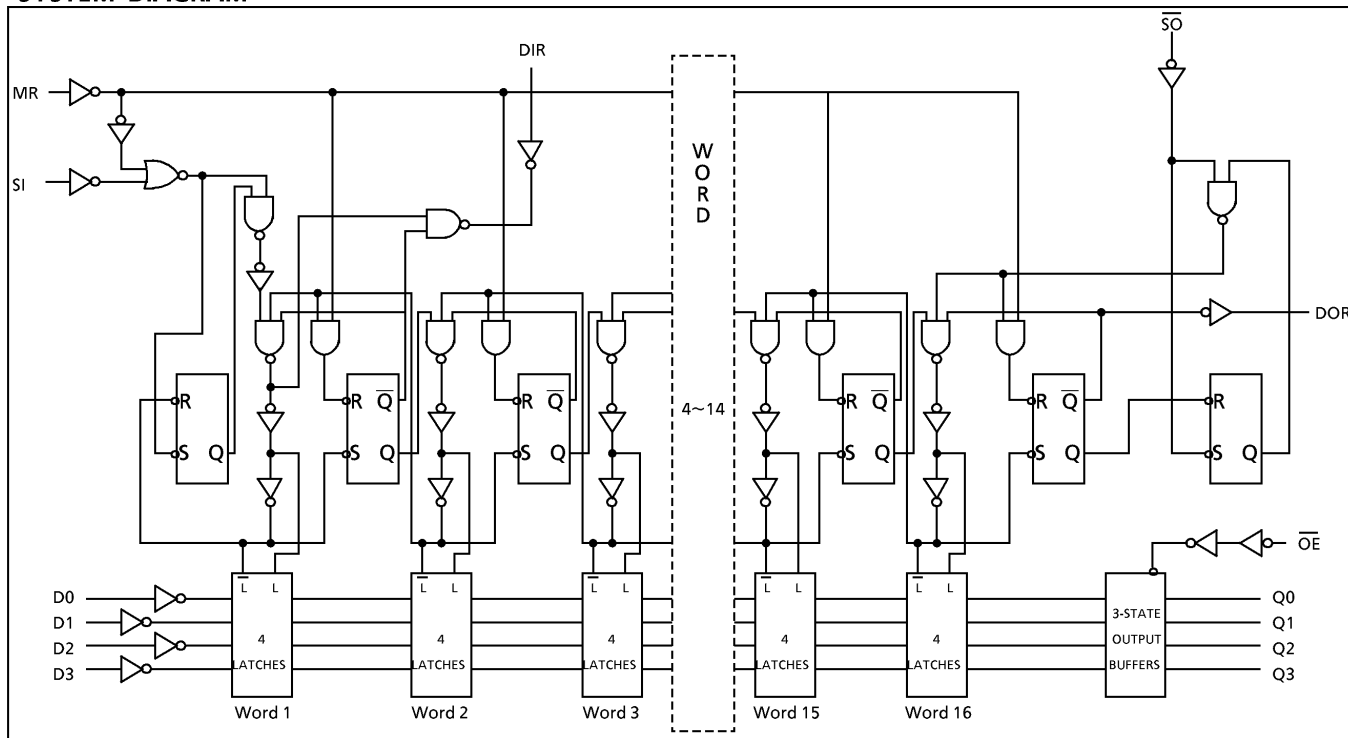 SYSTEM DIAGRAM
S̅O̅
DIR
MR
SI
WORD
4~14
DOR
R Q̅ Q̅ R Q̅ R Q̅ R
S Q S Q S Q S Q S Q S Q
O̅E̅
L̅ L L̅ L L̅ L L̅ L L̅ L
D0 Q0
D1 3-STATE Q1
D2 4 4 4 4 4 OUTPUT Q2
D3 LATCHES LATCHES LATCHES LATCHES LATCHES BUFFERS Q3
Word 1 Word 2 Word 3 Word 15 Word 16